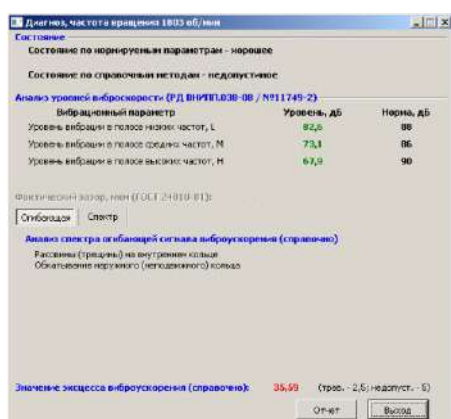 Диагноз, частота вращения 1803 об/мин
Состояние
Состояние по нормируемым параметрам - хорошее
Состояние по справочным методам - недопустимое
Анализ уровней виброскорости (РД ВНИПП.038-08 / №11749-2)
Вибрационный параметр Уровень, дБ Норма, дБ
Уровень вибрации в полосе низких частот, L 82,6 88
Уровень вибрации в полосе средних частот, M 73,1 86
Уровень вибрации в полосе высоких частот, H 67,9 90
Фактический зазор, мкм (ГОСТ 24810-81):
Огибающая Спектр
Анализ спектра огибающей сигнала виброускорения (справочно)
Раковины (трещины) на внутреннем кольце
Обкатывание наружного (неподвижного) кольца
Значение эксцесса виброускорения (справочно): 35,59 (трев. - 2,5; недопуст. - 5)
Отчет Выход